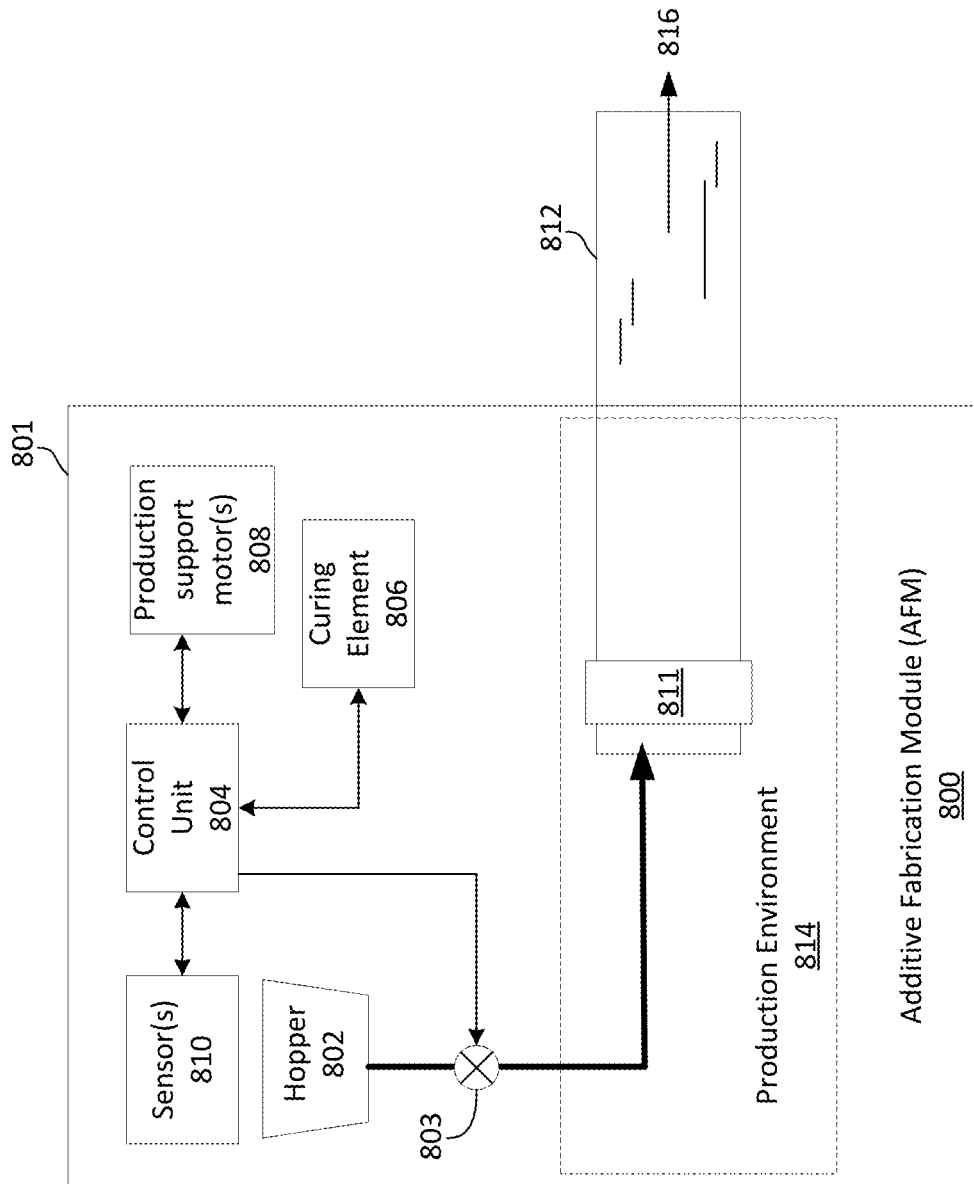 801
Sensor(s)
810
Control
Unit
804
Production
support
motor(s)
808
Hopper
802
Curing
Element
806
803
812
816
811
Production Environment
814
Additive Fabrication Module (AFM)
800